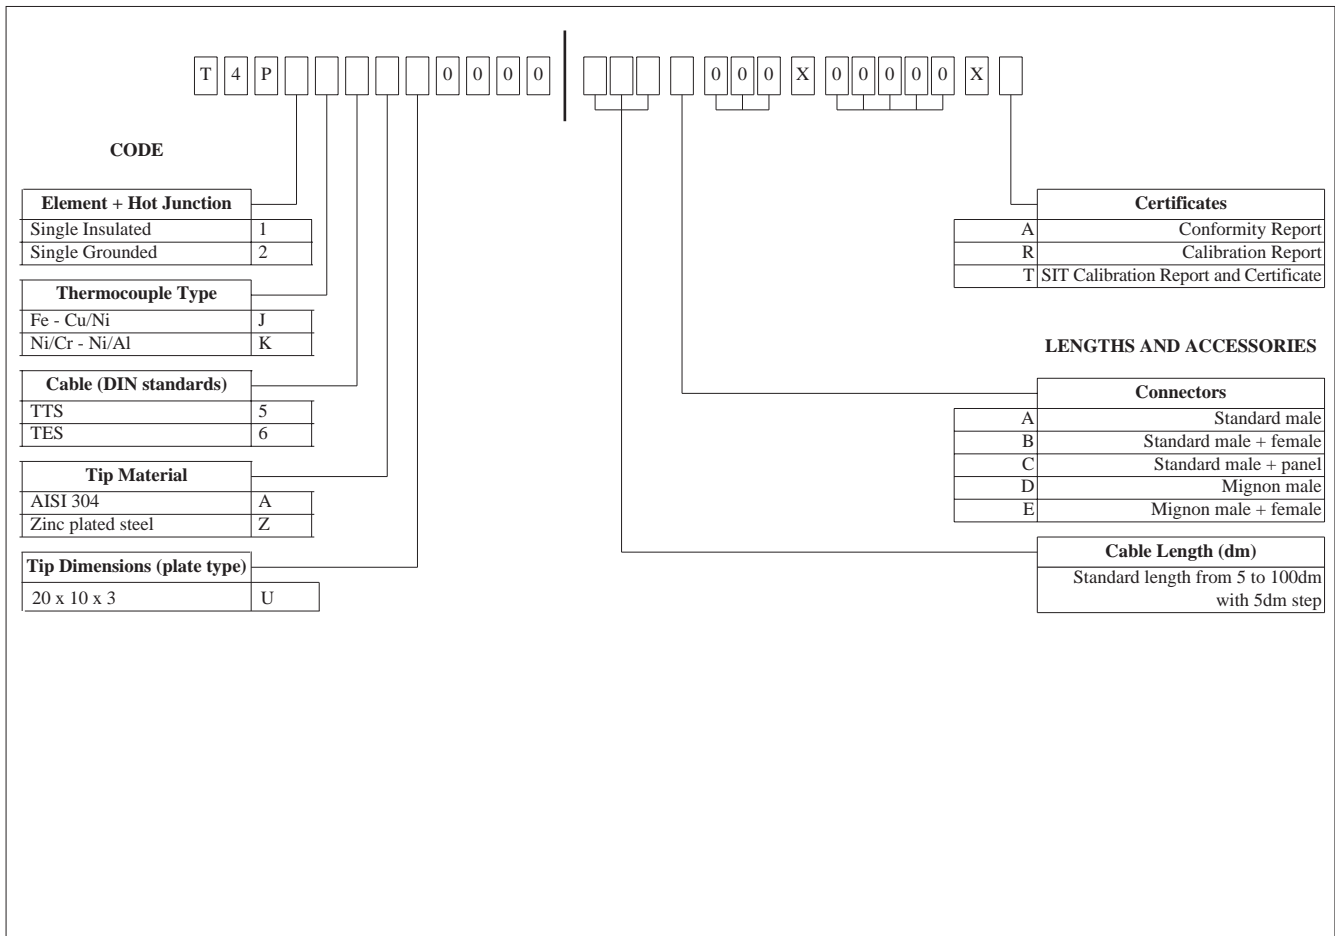 T 4 P 0 0 0 0 0 0 0 X 0 0 0 0 0 X
CODE
Element + Hot Junction
Single Insulated 1
Single Grounded 2
Thermocouple Type
Fe - Cu/Ni J
Ni/Cr - Ni/Al K
Cable (DIN standards)
TTS 5
TES 6
Tip Material
AISI 304 A
Zinc plated steel Z
Tip Dimensions (plate type)
20 x 10 x 3 U
Certificates
A Conformity Report
R Calibration Report
T SIT Calibration Report and Certificate
LENGTHS AND ACCESSORIES
Connectors
A Standard male
B Standard male + female
C Standard male + panel
D Mignon male
E Mignon male + female
Cable Length (dm)
Standard length from 5 to 100dm
with 5dm step